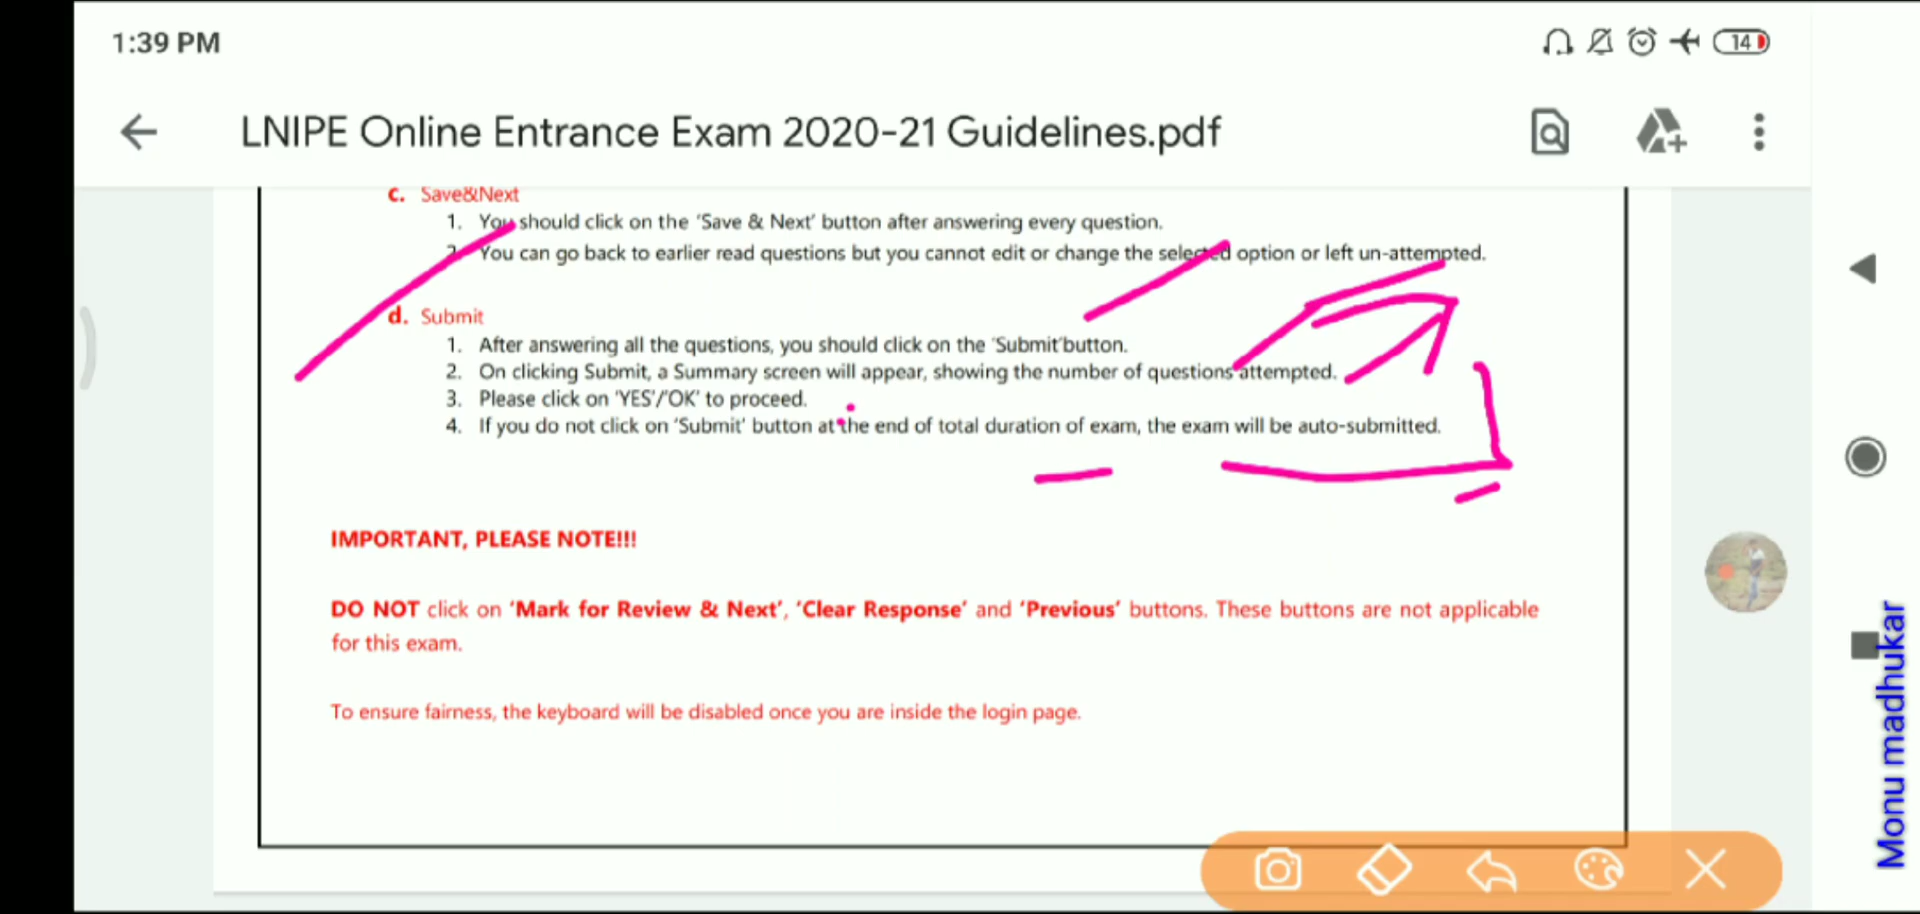 1:39 PM
14
LNIPE Online Entrance Exam 2020-21 Guidelines.pdf
c. Save&Next
1. You should click on the 'Save & Next' button after answering every question.
2. You can go back to earlier read questions but you cannot edit or change the selected option or left un-attempted.
d. Submit
1. After answering all the questions, you should click on the 'Submit'button.
2. On clicking Submit, a Summary screen will appear, showing the number of questions attempted.
3. Please click on 'YES'/'OK' to proceed.
4. If you do not click on 'Submit' button at the end of total duration of exam, the exam will be auto-submitted.
IMPORTANT, PLEASE NOTE!!!
DO NOT click on 'Mark for Review & Next', 'Clear Response' and 'Previous' buttons. These buttons are not applicable
for this exam.
To ensure fairness, the keyboard will be disabled once you are inside the login page.
Monu madhukar